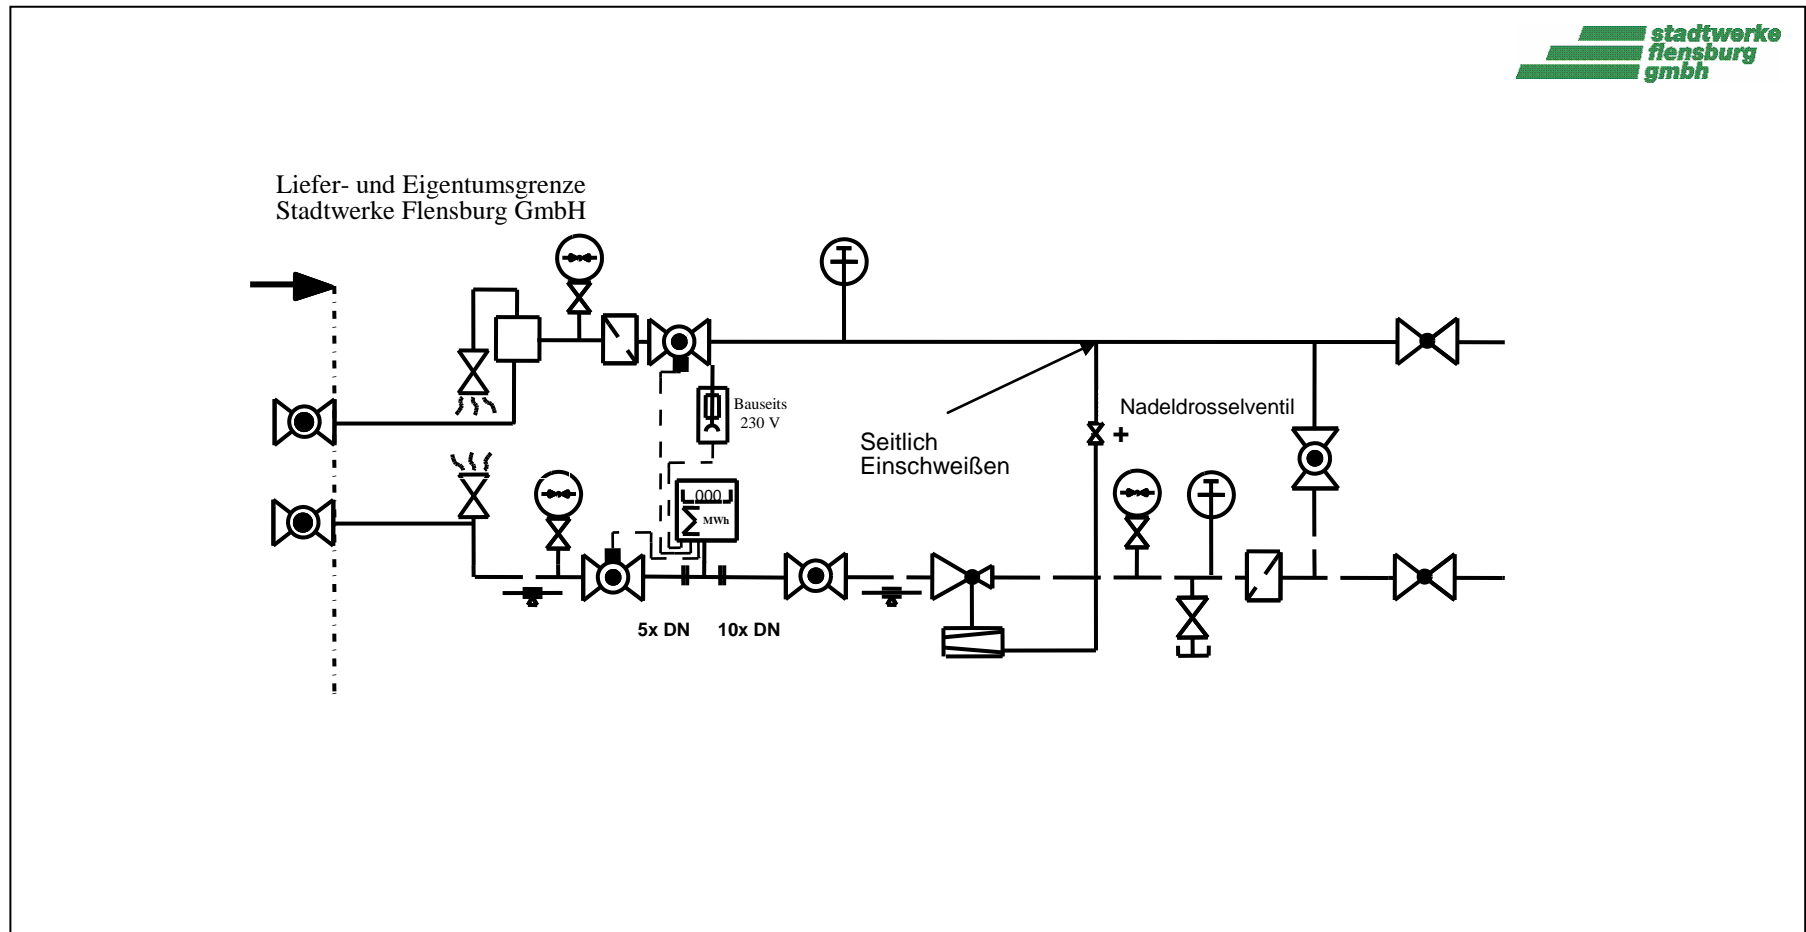 stadtwerke
flensburg
gmbh
Liefer- und Eigentumsgrenze
Stadtwerke Flensburg GmbH
Bauseits
230 V
Nadeldrosselventil
Seitlich
Einschweißen
000
MWh
5x DN
10x DN